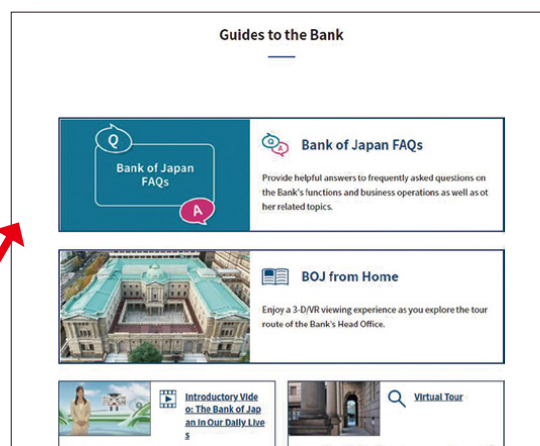 Guides to the Bank
Q
Bank of Japan
FAQs
A
Q
A
Bank of Japan FAQs
Provide helpful answers to frequently asked questions on
the Bank's functions and business operations as well as ot
her related topics.
BOJ from Home
Enjoy a 3-D/VR viewing experience as you explore the tour
route of the Bank's Head Office.
Introductory Vide
o: The Bank of Jap
an in Our Daily Live
s
Virtual Tour